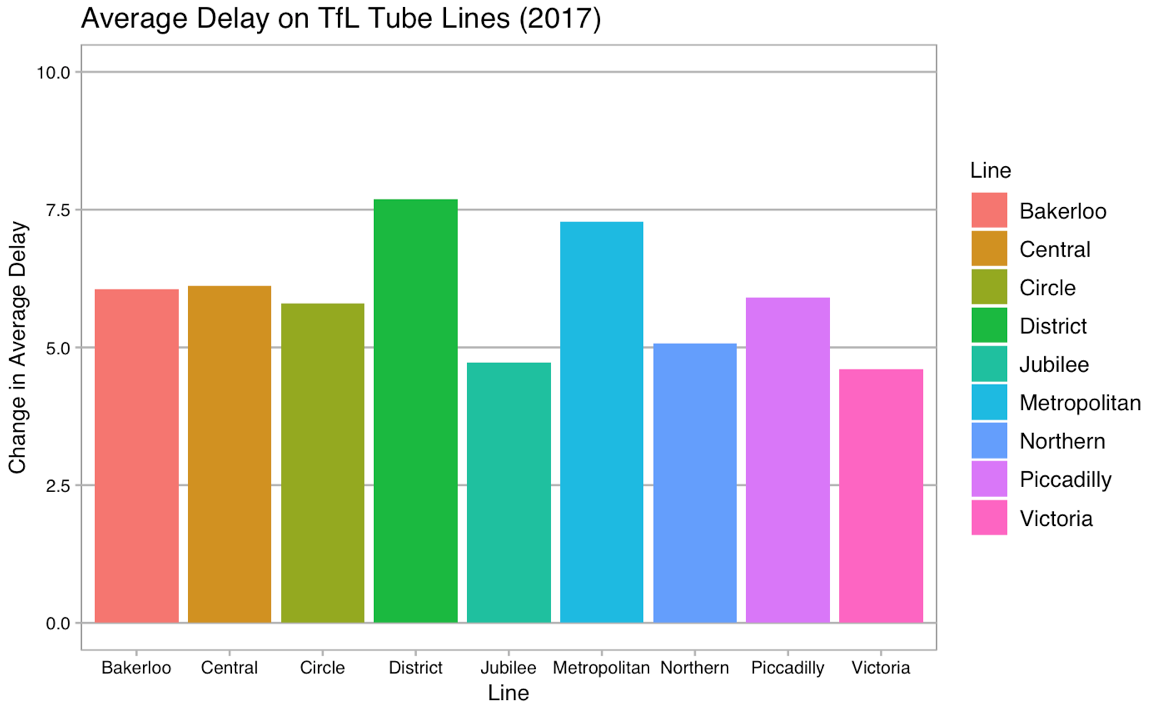 Average Delay on TfL Tube Lines (2017)
Change in Average Delay
10.0
7.5
5.0
2.5
0.0
Bakerloo Central Circle District Jubilee Metropolitan Northern Piccadilly Victoria
Line
Line
Bakerloo
Central
Circle
District
Jubilee
Metropolitan
Northern
Piccadilly
Victoria